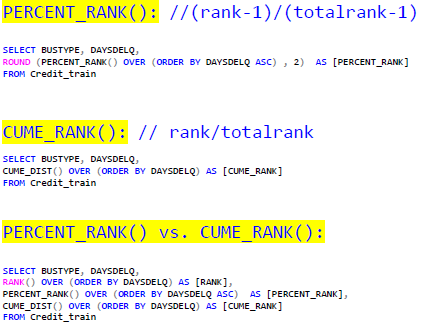 PERCENT_RANK(): //(rank-1)/(totalrank-1)
SELECT BUSTYPE, DAYSDELQ,
ROUND (PERCENT_RANK() OVER (ORDER BY DAYSDELQ ASC) , 2)  AS [PERCENT_RANK]
FROM Credit_train
CUME_RANK(): // rank/totalrank
SELECT BUSTYPE, DAYSDELQ,
CUME_DIST() OVER (ORDER BY DAYSDELQ) AS [CUME_RANK]
FROM Credit_train
PERCENT_RANK() vs. CUME_RANK():
SELECT BUSTYPE, DAYSDELQ,
RANK() OVER (ORDER BY DAYSDELQ) AS [RANK],
PERCENT_RANK() OVER (ORDER BY DAYSDELQ ASC)  AS [PERCENT_RANK],
CUME_DIST() OVER (ORDER BY DAYSDELQ) AS [CUME_RANK]
FROM Credit_train